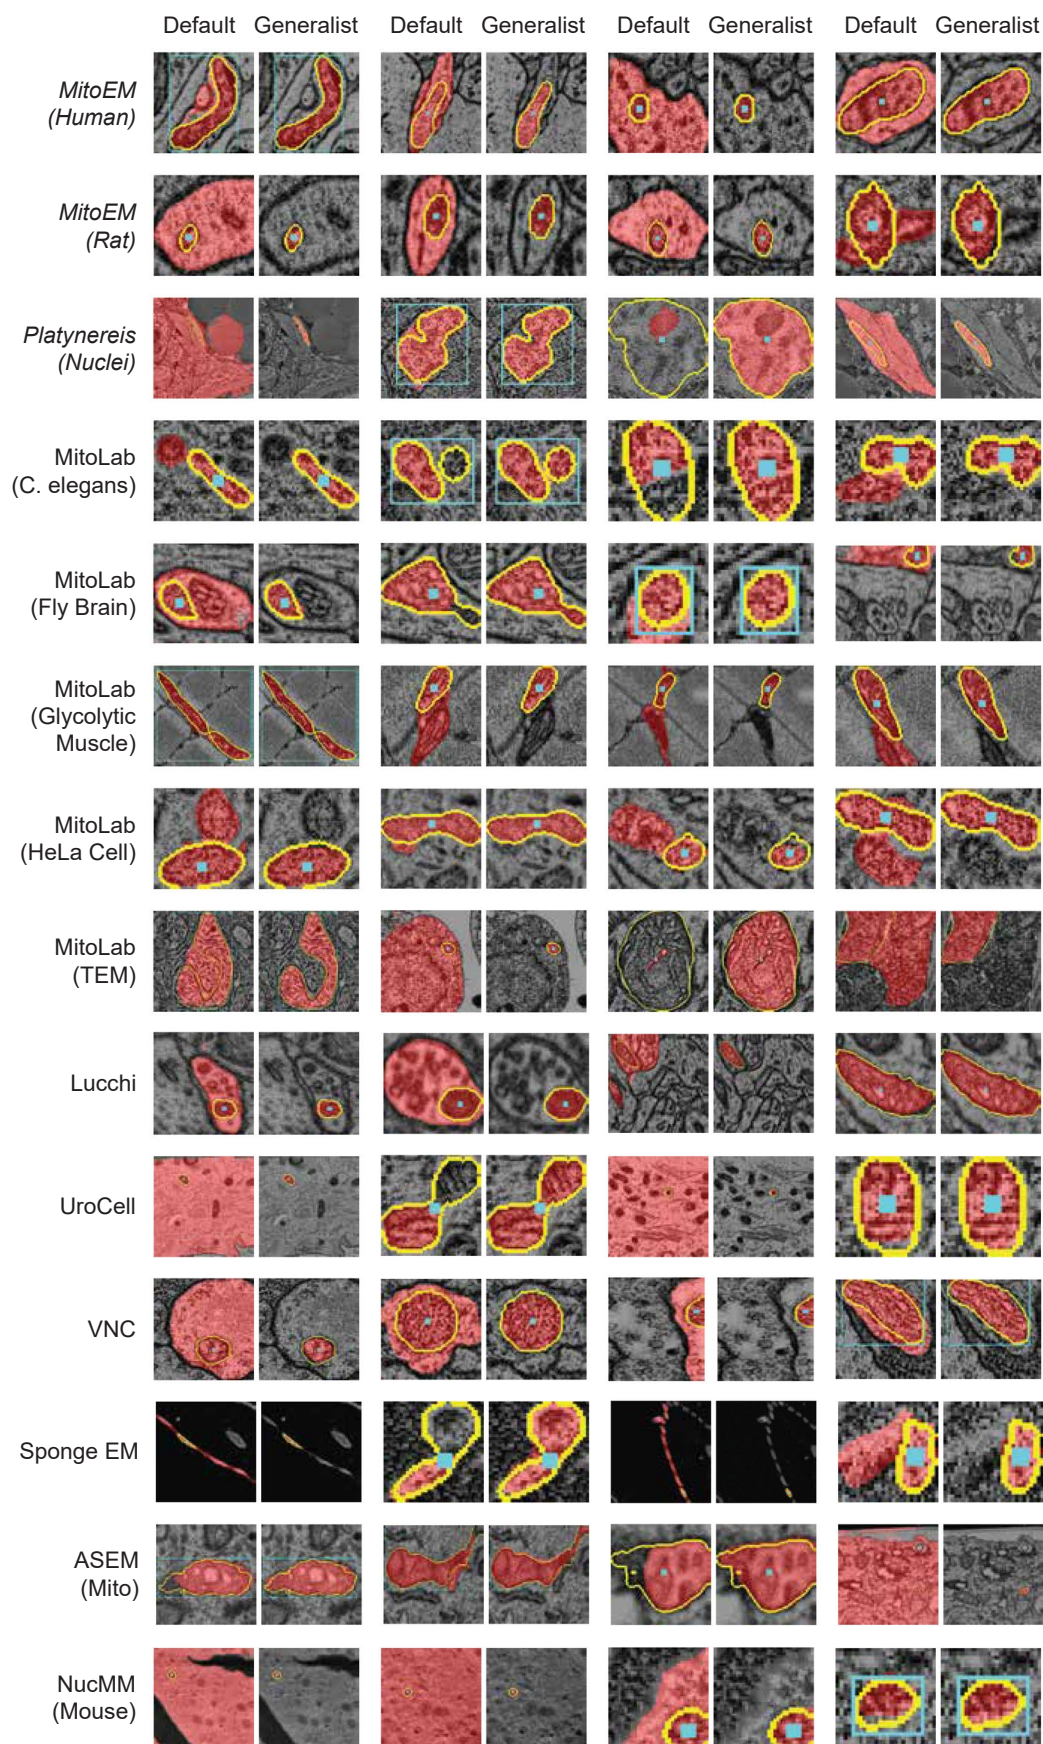 Default Generalist Default Generalist Default Generalist Default Generalist
MitoEM
(Human)
MitoEM
(Rat)
Platynereis
(Nuclei)
MitoLab
(C. elegans)
MitoLab
(Fly Brain)
MitoLab
(Glycolytic
Muscle)
MitoLab
(HeLa Cell)
MitoLab
(TEM)
Lucchi
UroCell
VNC
Sponge EM
ASEM
(Mito)
NucMM
(Mouse)